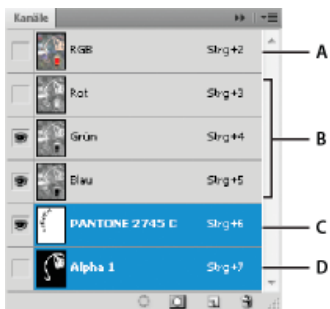 Kanäle
RGB Strg+2 A
Rot Strg+3
Grün Strg+4 B
Blau Strg+5
PANTONE 2745 C Strg+6 C
Alpha 1 Strg+7 D